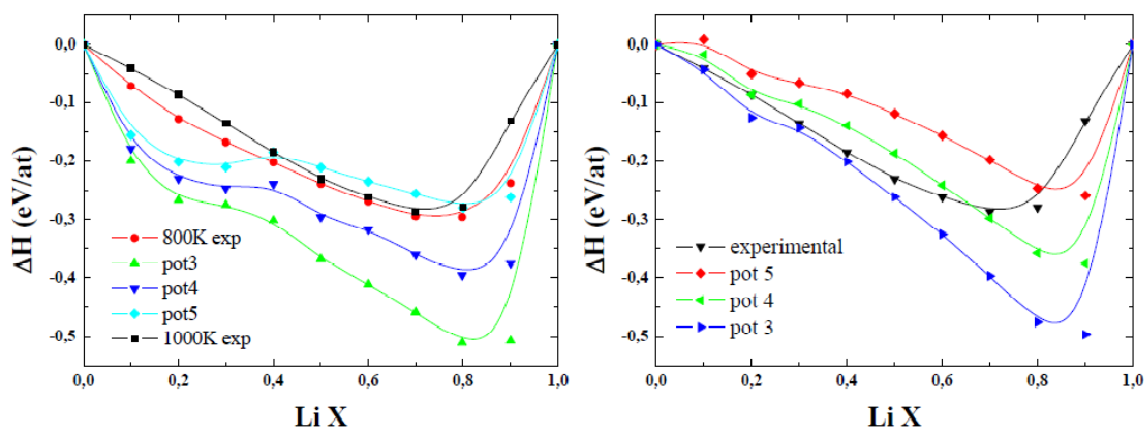 0,0
-0,1
-0,2
-0,3
-0,4
-0,5
ΔH (eV/at)
800K exp
pot3
pot4
pot5
1000K exp
0,0 0,2 0,4 0,6 0,8 1,0
Li X
0,0
-0,1
-0,2
-0,3
-0,4
-0,5
ΔH (eV/at)
experimental
pot 5
pot 4
pot 3
0,0 0,2 0,4 0,6 0,8 1,0
Li X